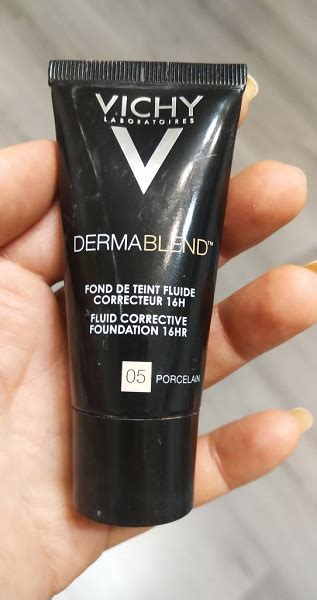 VICHY
LABORATOIRES
V
DERMABLEND™
FOND DE TEINT FLUIDE
CORRECTEUR 16H
FLUID CORRECTIVE
FOUNDATION 16HR
05 PORCELAIN